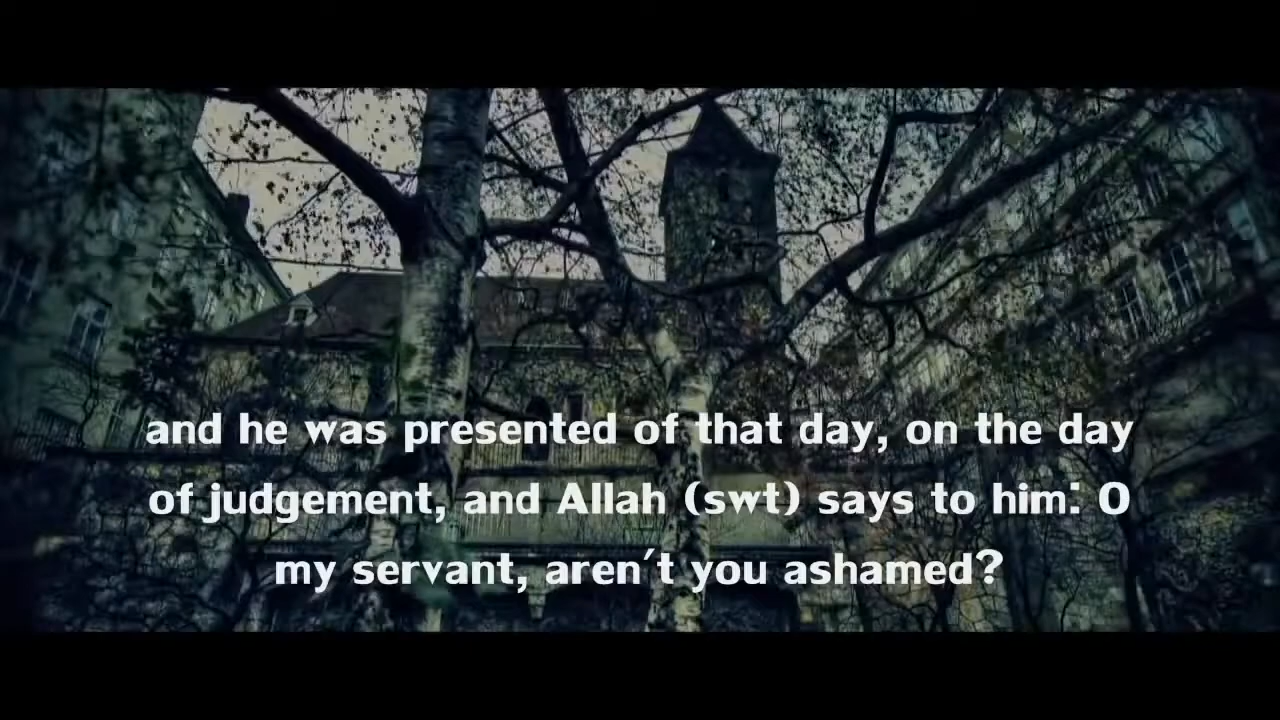 and he was presented of that day, on the day
of judgement, and Allah (swt) says to him: O
my servant, aren't you ashamed?